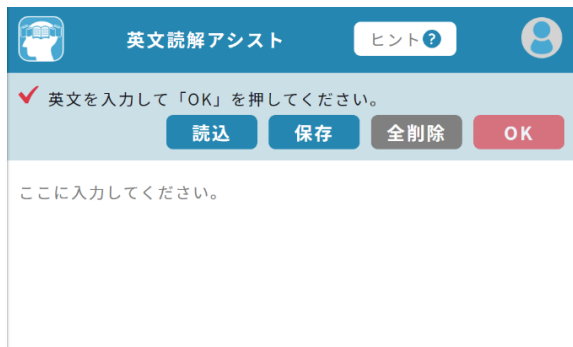 英文読解アシスト
ヒント?
英文を入力して「OK」を押してください。
読込 保存 全削除 OK
ここに入力してください。